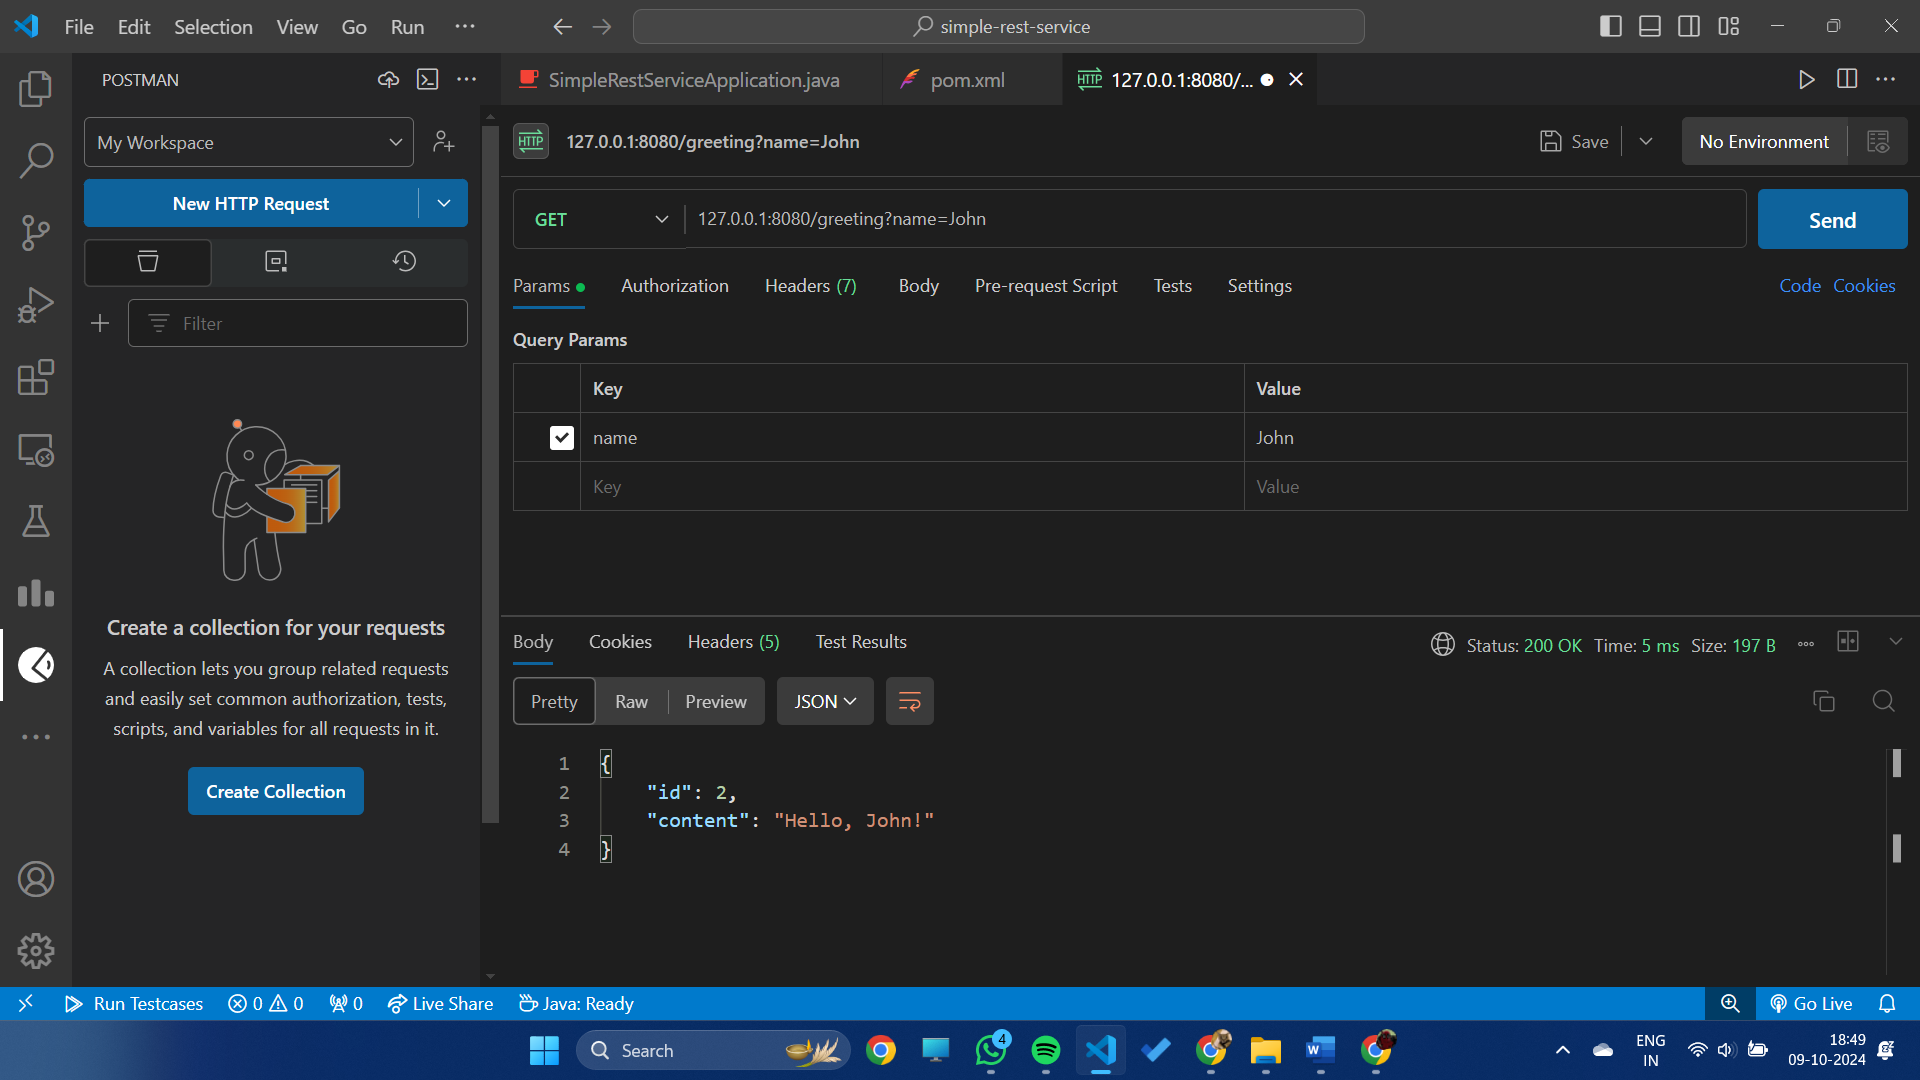 File Edit Selection View Go Run ··· simple-rest-service
POSTMAN
SimpleRestServiceApplication.java pom.xml HTTP 127.0.0.1:8080/...
My Workspace
HTTP 127.0.0.1:8080/greeting?name=John Save No Environment
New HTTP Request
GET 127.0.0.1:8080/greeting?name=John Send
Params Authorization Headers (7) Body Pre-request Script Tests Settings Code Cookies
Filter
Query Params
Key Value
name John
Key Value
Create a collection for your requests
A collection lets you group related requests
and easily set common authorization, tests,
scripts, and variables for all requests in it.
Create Collection
Body Cookies Headers (5) Test Results Status: 200 OK Time: 5 ms Size: 197 B
Pretty Raw Preview JSON
1 {
2 "id": 2,
3 "content": "Hello, John!"
4 }
Run Testcases 0 0 0 Live Share Java: Ready Go Live
Search 4 W ENG 18:49
IN 09-10-2024